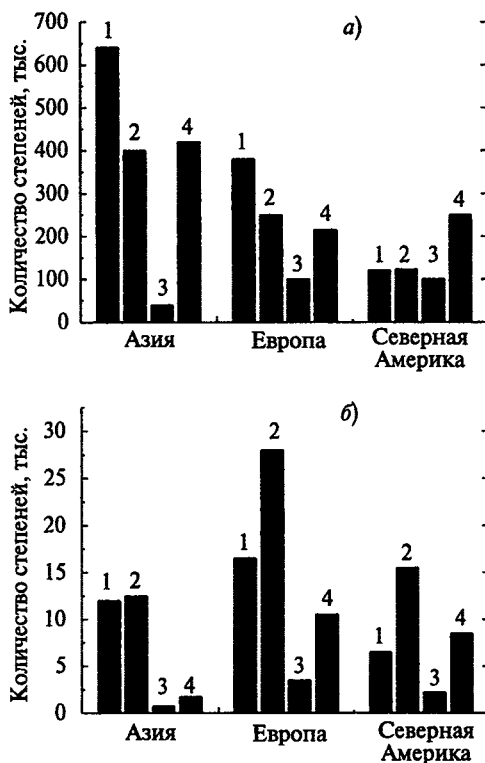 а)
Количество степеней, тыс.
700
600
500
400
300
200
100
0
1 2 3 4
1 2 3 4
1 2 3 4
Азия Европа Северная
Америка
б)
Количество степеней, тыс.
30
25
20
15
10
5
0
1 2 3 4
1 2 3 4
1 2 3 4
Азия Европа Северная
Америка